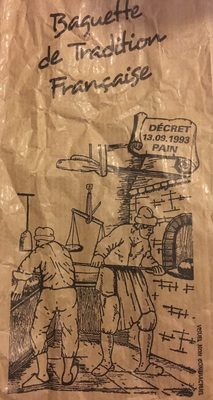 Baguette
de Tradition
Française
DÉCRET
13.09.1993
PAIN